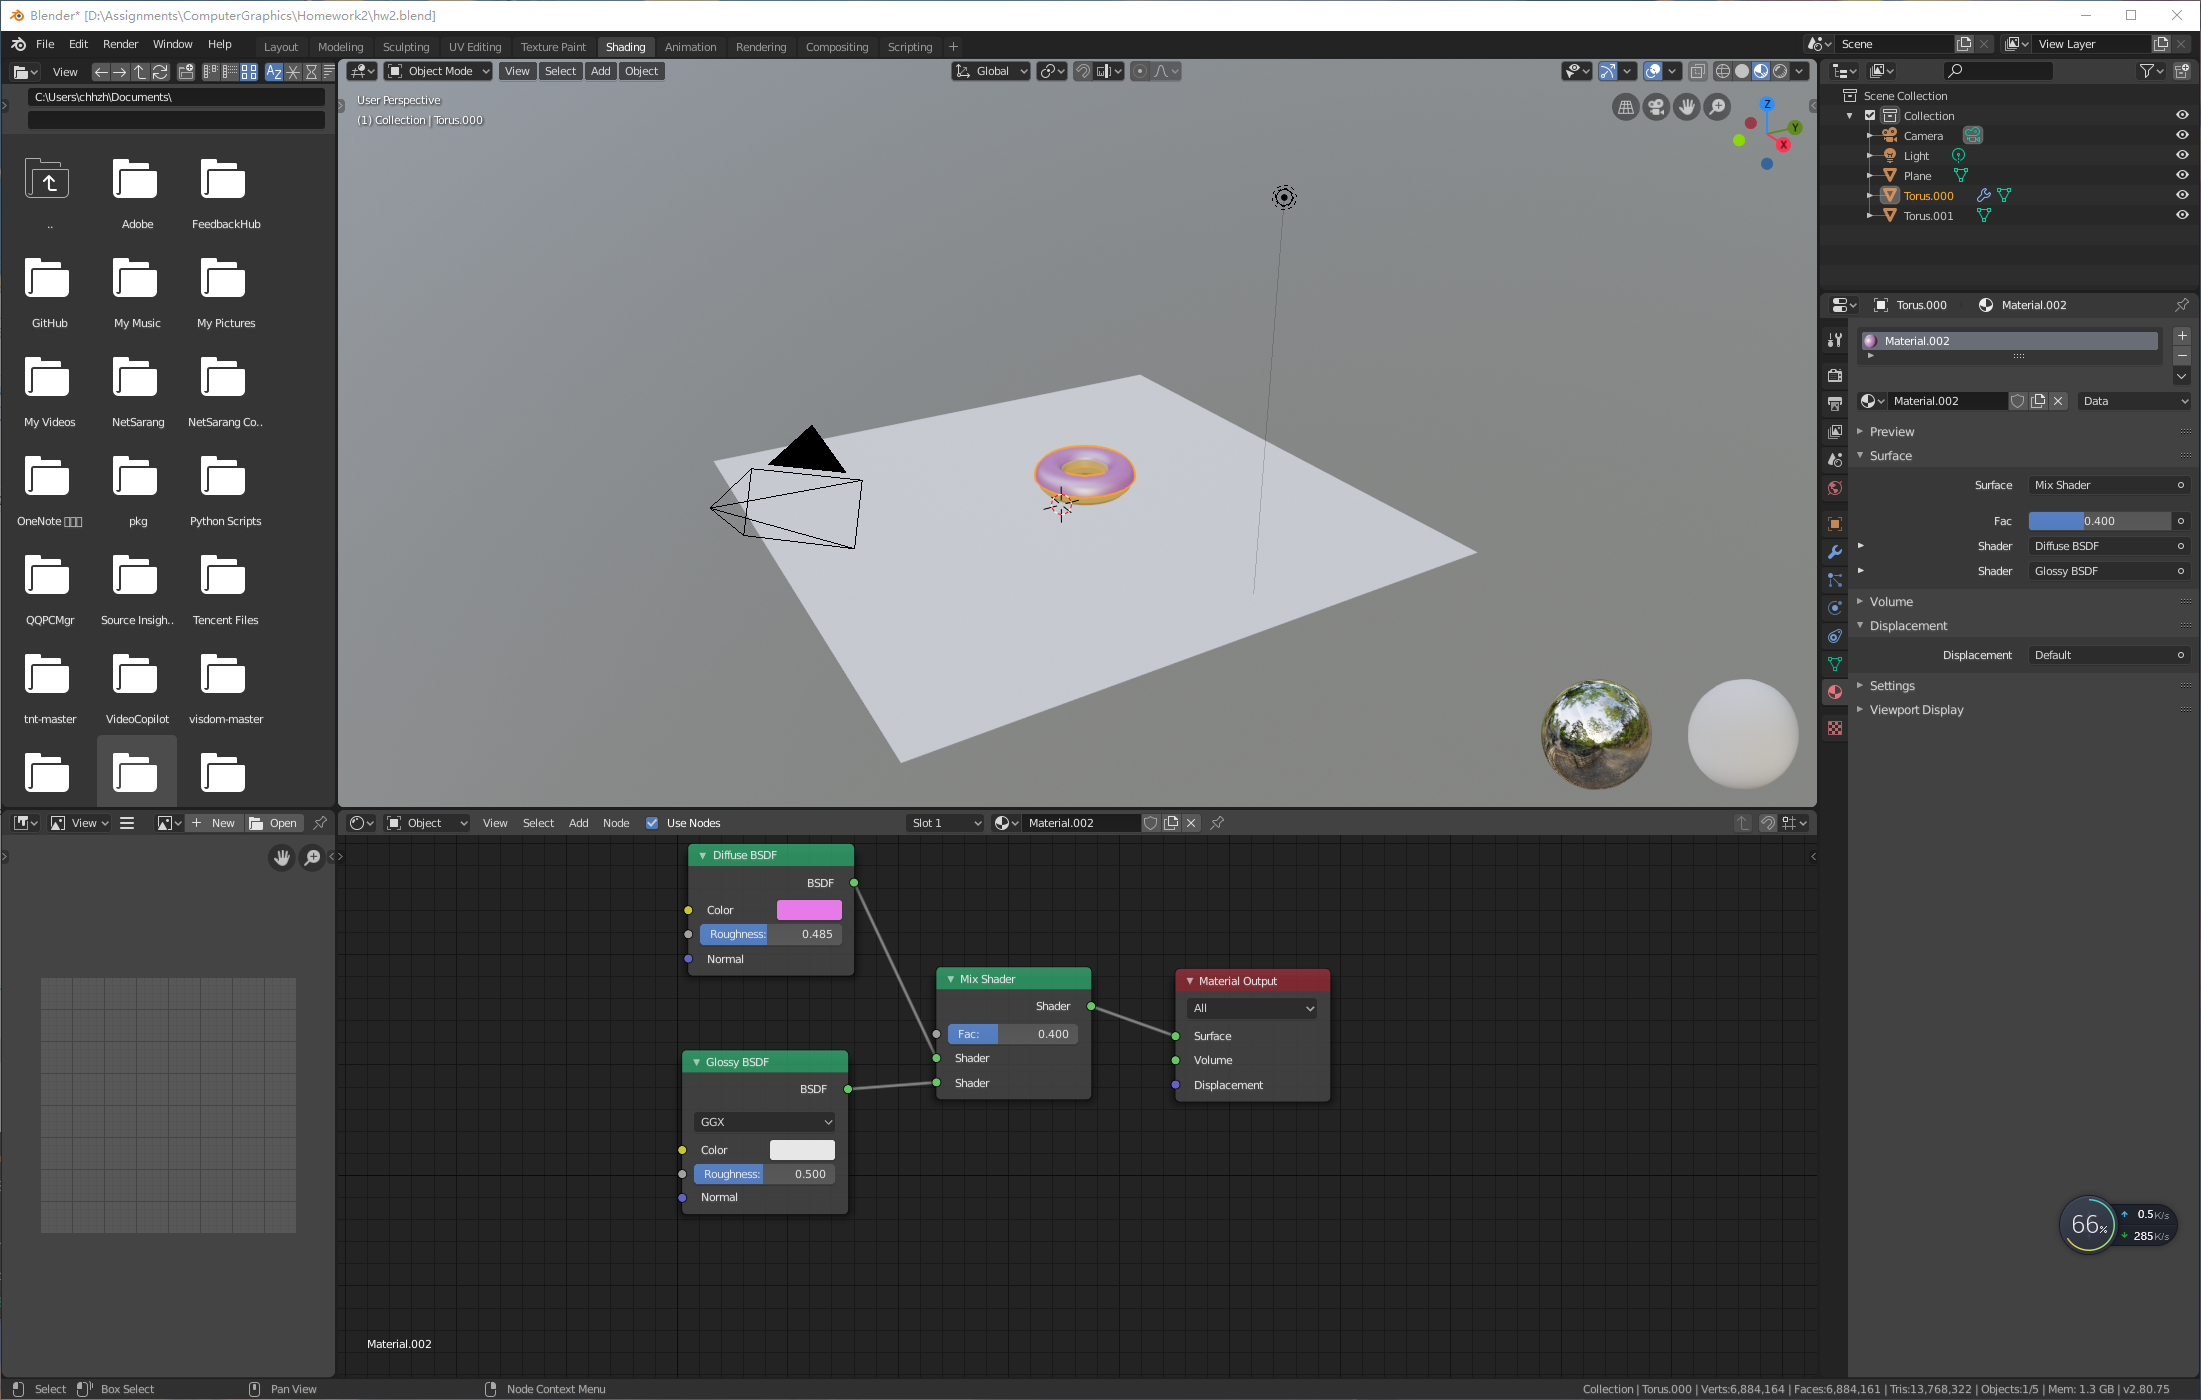 Blender* [D:\Assignments\ComputerGraphics\Homework2\hw2.blend]
File Edit Render Window Help Layout Modeling Sculpting UV Editing Texture Paint Shading Animation Rendering Compositing Scripting + Scene View Layer
View
C:\Users\chhzh\Documents\
.. Adobe FeedbackHub
GitHub My Music My Pictures
My Videos NetSarang NetSarang Co..
OneNote pkg Python Scripts
QQPCMgr Source Insigh.. Tencent Files
tnt-master VideoCopilot visdom-master
Object Mode View Select Add Object Global
User Perspective
(1) Collection | Torus.000
Z
Y
X
Scene Collection
Collection
Camera
Light
Plane
Torus.000
Torus.001
Torus.000 Material.002
Material.002
Material.002 Data
Preview
Surface
Surface Mix Shader
Fac 0.400
Shader Diffuse BSDF
Shader Glossy BSDF
Volume
Displacement
Displacement Default
Settings
Viewport Display
View New Open
Object View Select Add Node Use Nodes Slot 1 Material.002
Diffuse BSDF
BSDF
Color
Roughness: 0.485
Normal
Glossy BSDF
BSDF
GGX
Color
Roughness: 0.500
Normal
Mix Shader
Shader
Fac: 0.400
Shader
Shader
Material Output
All
Surface
Volume
Displacement
66%
0.5K/s
285K/s
Material.002
Select Box Select Pan View Node Context Menu Collection | Torus.000 | Verts:6,884,164 | Faces:6,884,161 | Tris:13,768,322 | Objects:1/5 | Mem: 1.3 GB | v2.80.75